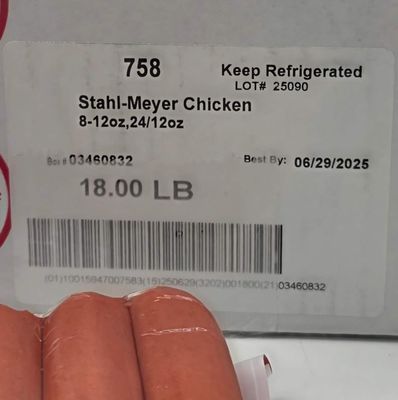 758
Keep Refrigerated
LOT# 25090
Stahl-Meyer Chicken
8-12oz,24/12oz
Box # 03460832
Best By: 06/29/2025
18.00 LB
(01)10015947007583(15)250629(3202)001800(21)03460832